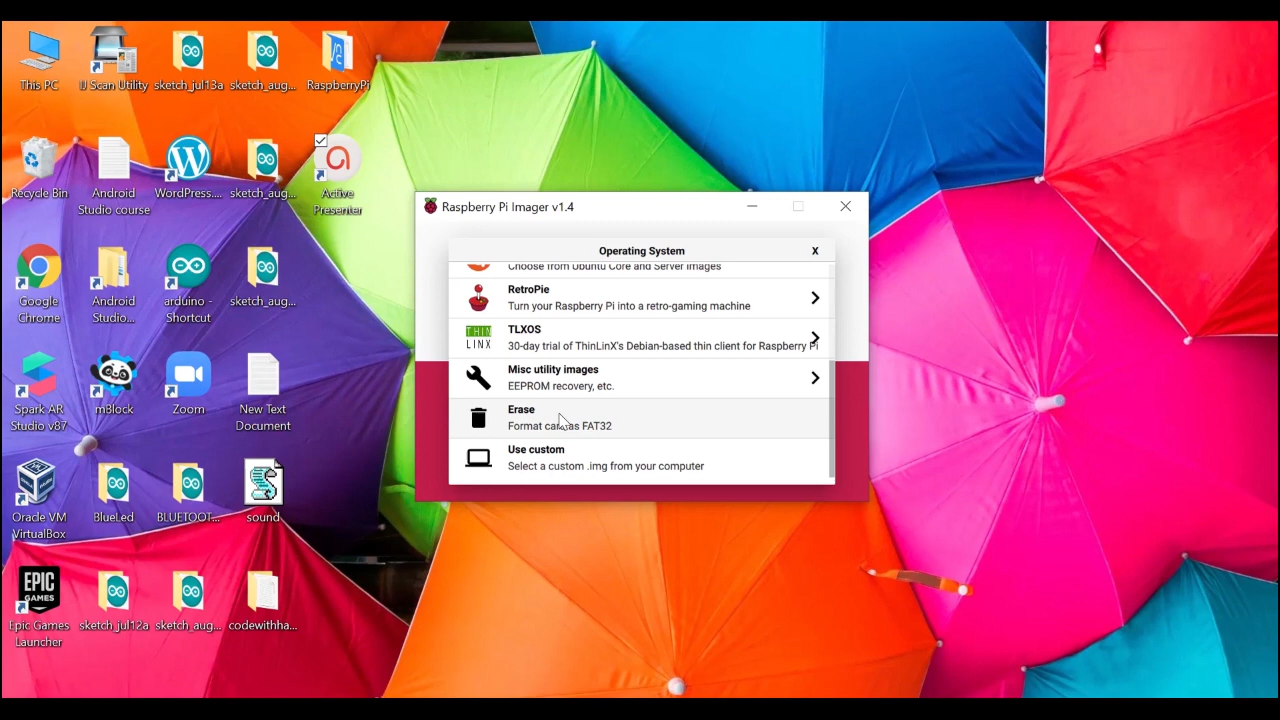 This PC
IJ Scan Utility
sketch_jul13a
sketch_aug...
RaspberryPi
Recycle Bin
Android
Studio course
WordPress....
sketch_aug...
Active
Presenter
Google
Chrome
Android
Studio...
arduino -
Shortcut
sketch_aug...
Spark AR
Studio v87
mBlock
Zoom
New Text
Document
Oracle VM
VirtualBox
BlueLed
BLUETOOT...
sound
EPIC
GAMES
Epic Games
Launcher
sketch_jul12a
sketch_aug...
codewithha...
Raspberry Pi Imager v1.4
Operating System
X
Choose from Ubuntu Core and Server images
RetroPie
Turn your Raspberry Pi into a retro-gaming machine
THIN
LINX
TLXOS
30-day trial of ThinLinX's Debian-based thin client for Raspberry Pi
Misc utility images
EEPROM recovery, etc.
Erase
Format card as FAT32
Use custom
Select a custom .img from your computer